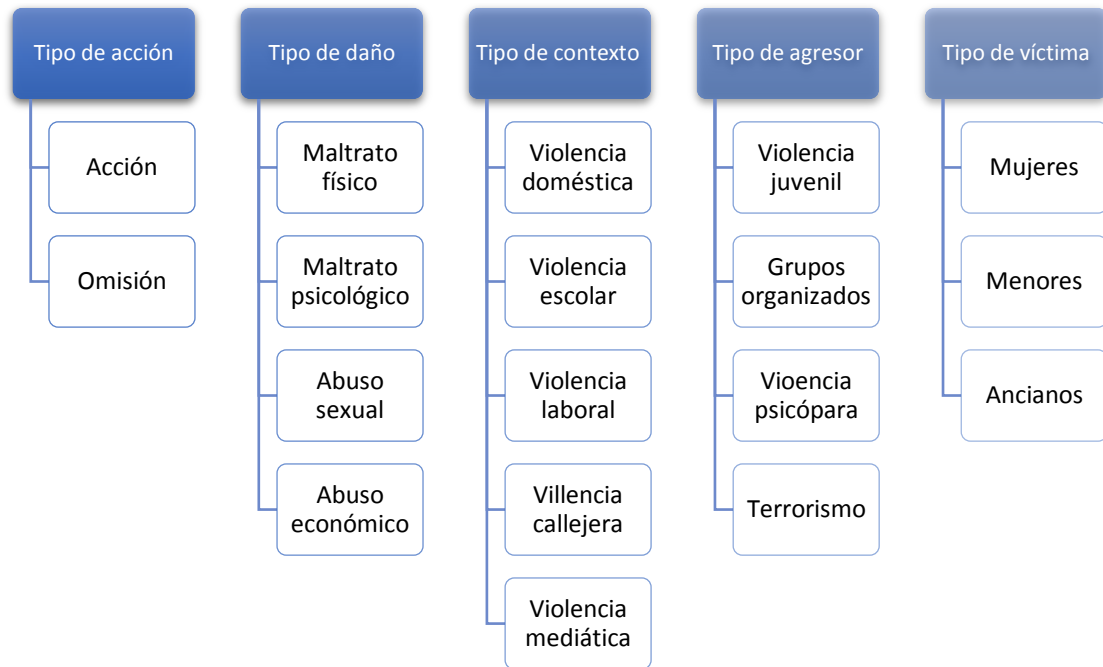 Tipo de acción
Acción
Omisión
Tipo de daño
Maltrato
físico
Maltrato
psicológico
Abuso
sexual
Abuso
económico
Tipo de contexto
Violencia
doméstica
Violencia
escolar
Violencia
laboral
Villencia
callejera
Violencia
mediática
Tipo de agresor
Violencia
juvenil
Grupos
organizados
Vioencia
psicópara
Terrorismo
Tipo de víctima
Mujeres
Menores
Ancianos